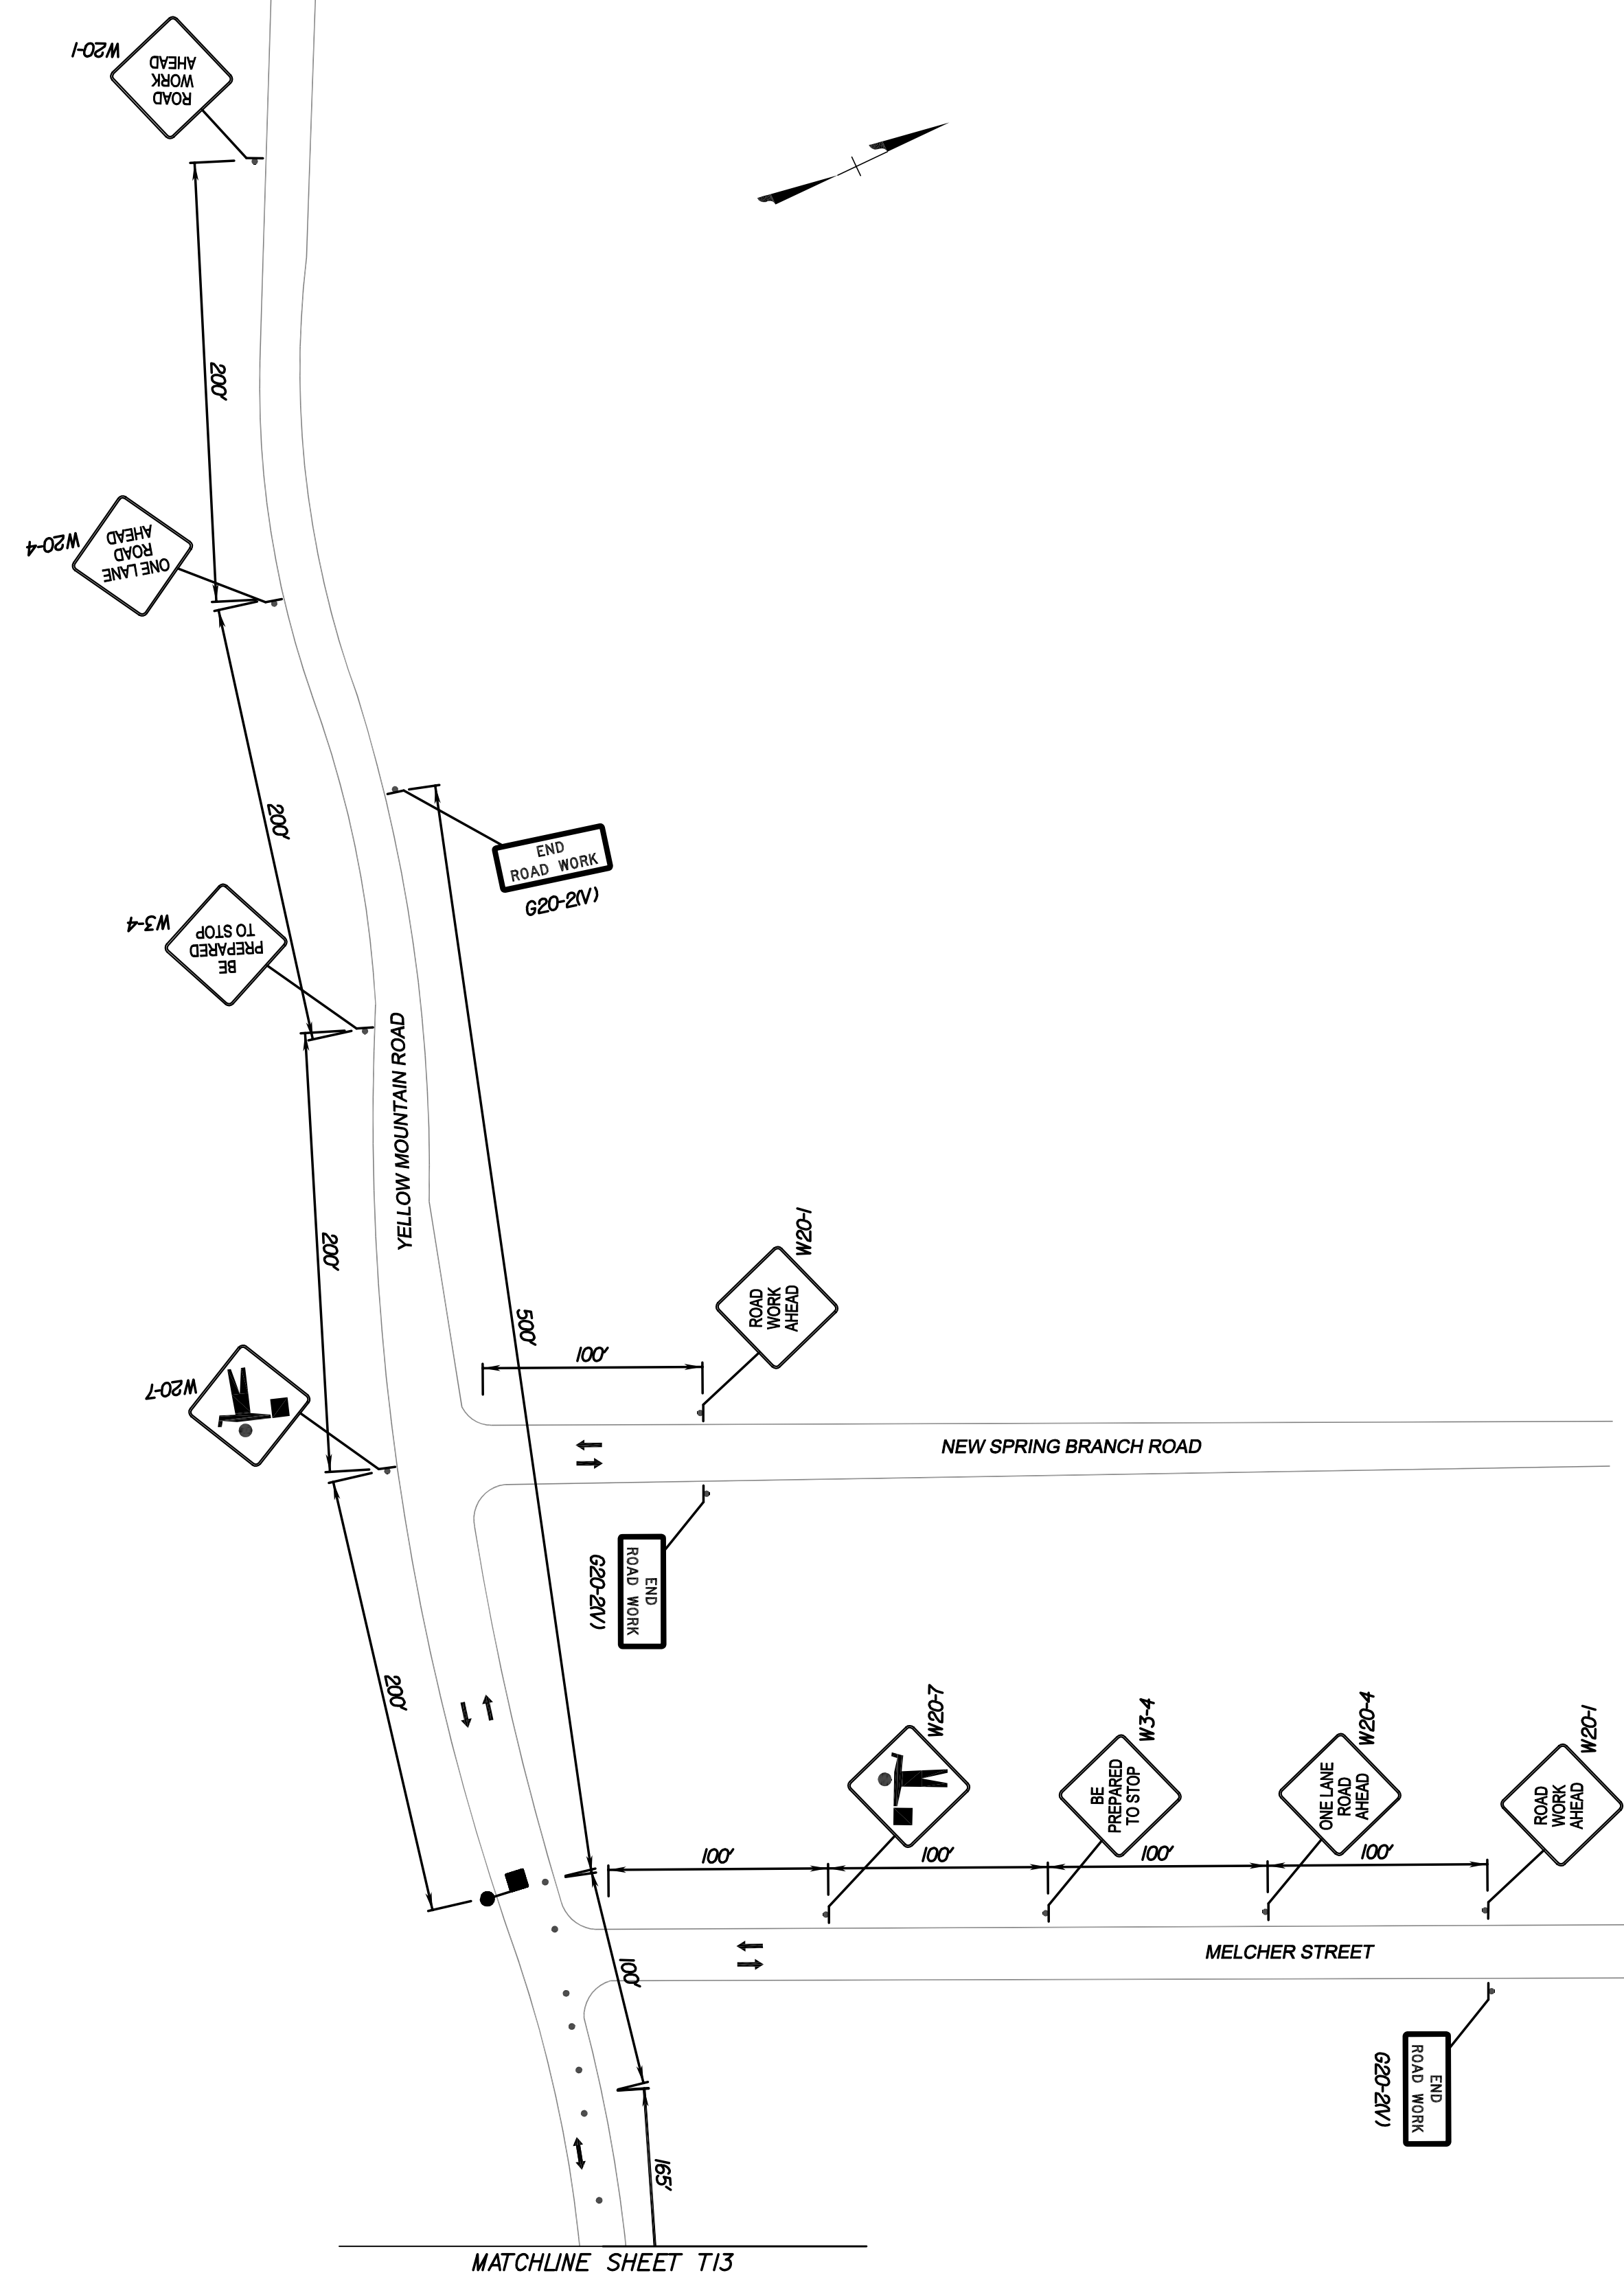 W20-1
ROAD
WORK
AHEAD
200'
W20-4
ONE LANE
ROAD
AHEAD
200'
END
ROAD WORK
G20-2(V)
W3-4
BE
PREPARED
TO STOP
YELLOW MOUNTAIN ROAD
200'
500'
W20-1
ROAD
WORK
AHEAD
100'
W20-7
NEW SPRING BRANCH ROAD
END
ROAD WORK
G20-2(V)
200'
W20-7
W3-4
BE
PREPARED
TO STOP
W20-4
ONE LANE
ROAD
AHEAD
W20-1
ROAD
WORK
AHEAD
100'
100'
100'
100'
MELCHER STREET
100'
END
ROAD WORK
G20-2(V)
165'
MATCHLINE SHEET T13